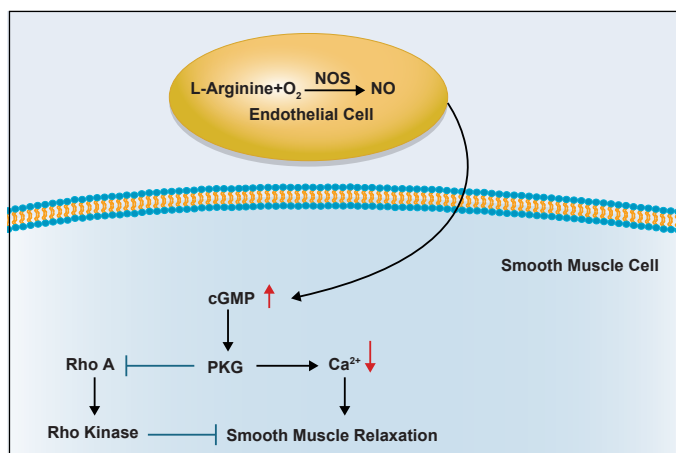 NOS
L-Arginine+O₂ NO
Endothelial Cell
Smooth Muscle Cell
cGMP
Rho A PKG Ca²⁺
Rho Kinase Smooth Muscle Relaxation